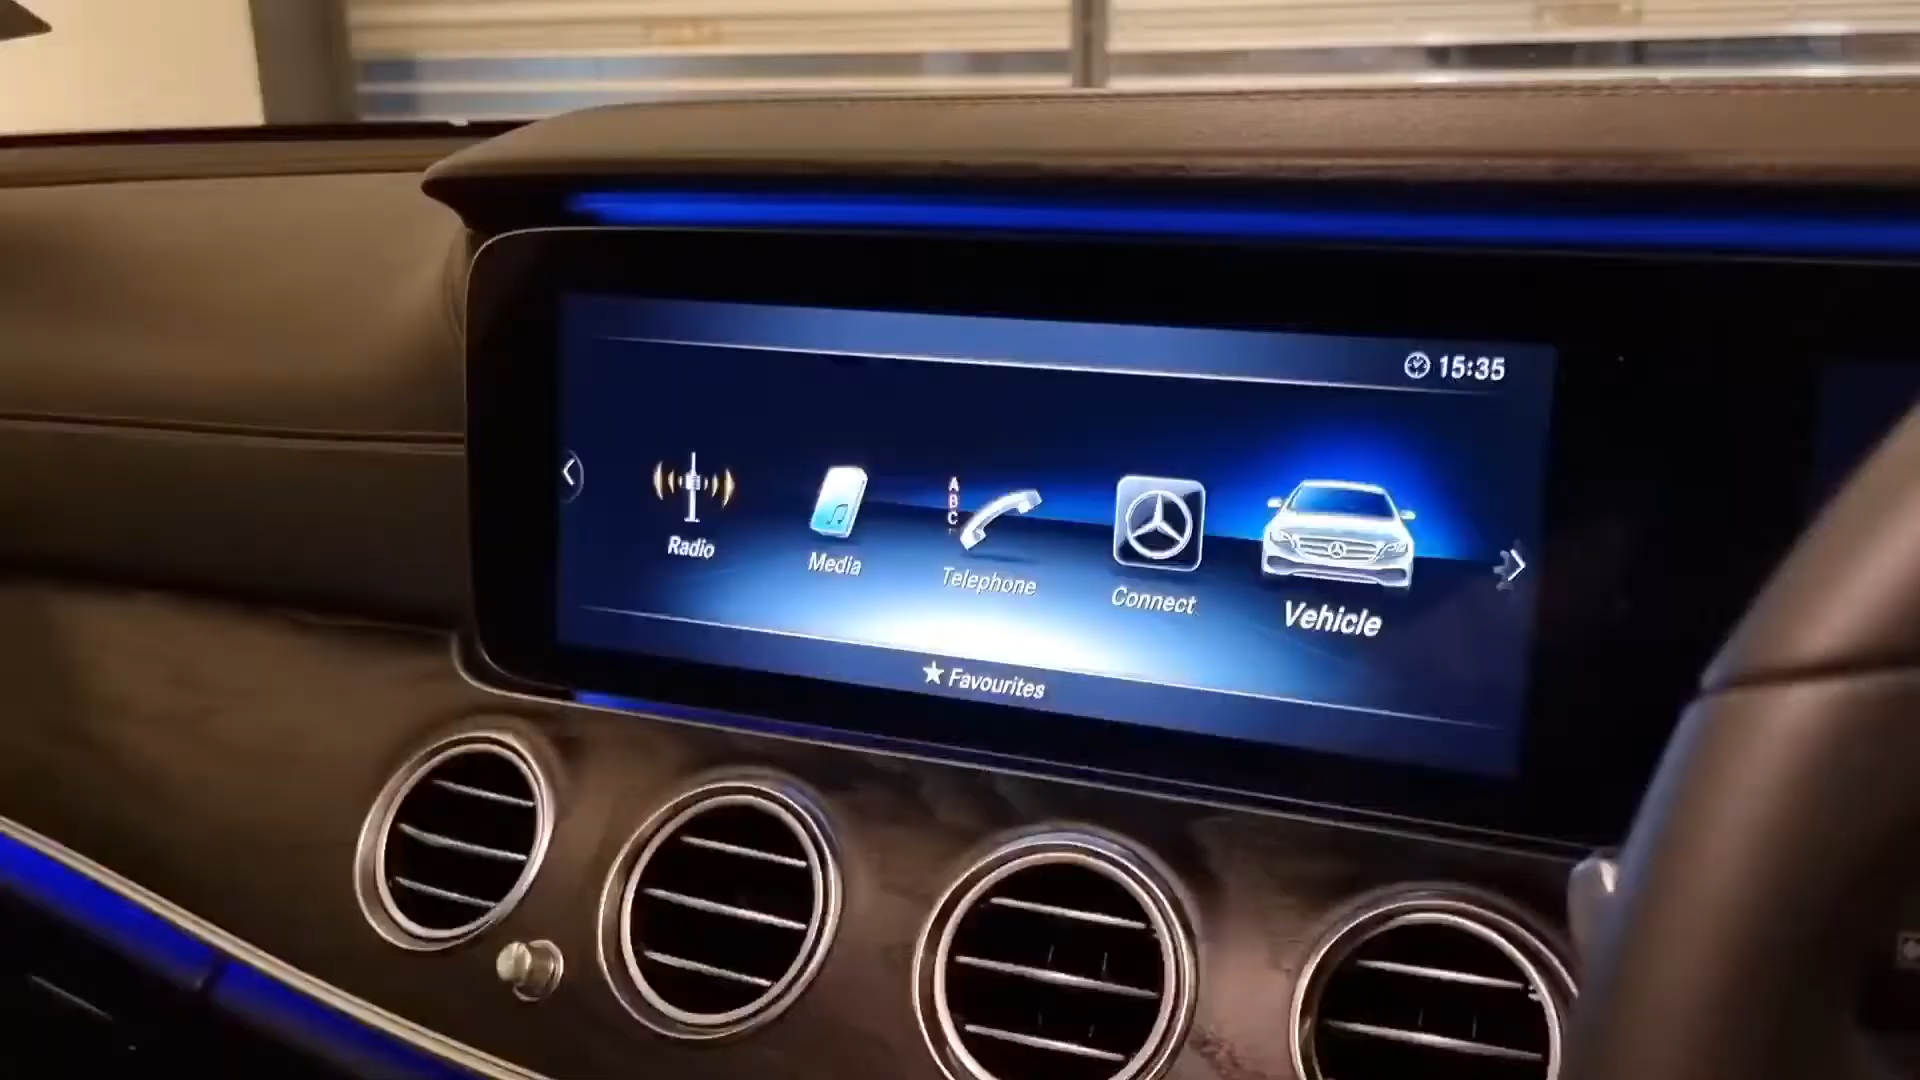 15:35
ABC
Radio
Media
Telephone
Connect
Vehicle
★ Favourites